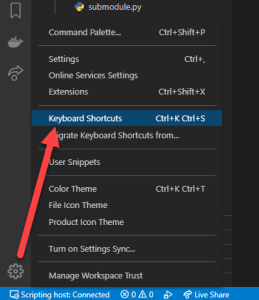 submodule.py
Command Palette... Ctrl+Shift+P
Settings Ctrl+,
Online Services Settings
Extensions Ctrl+Shift+X
Keyboard Shortcuts Ctrl+K Ctrl+S
igrate Keyboard Shortcuts from...
User Snippets
Color Theme Ctrl+K Ctrl+T
File Icon Theme
Product Icon Theme
Turn on Settings Sync...
Manage Workspace Trust
Scripting host: Connected 0 0 Live Share